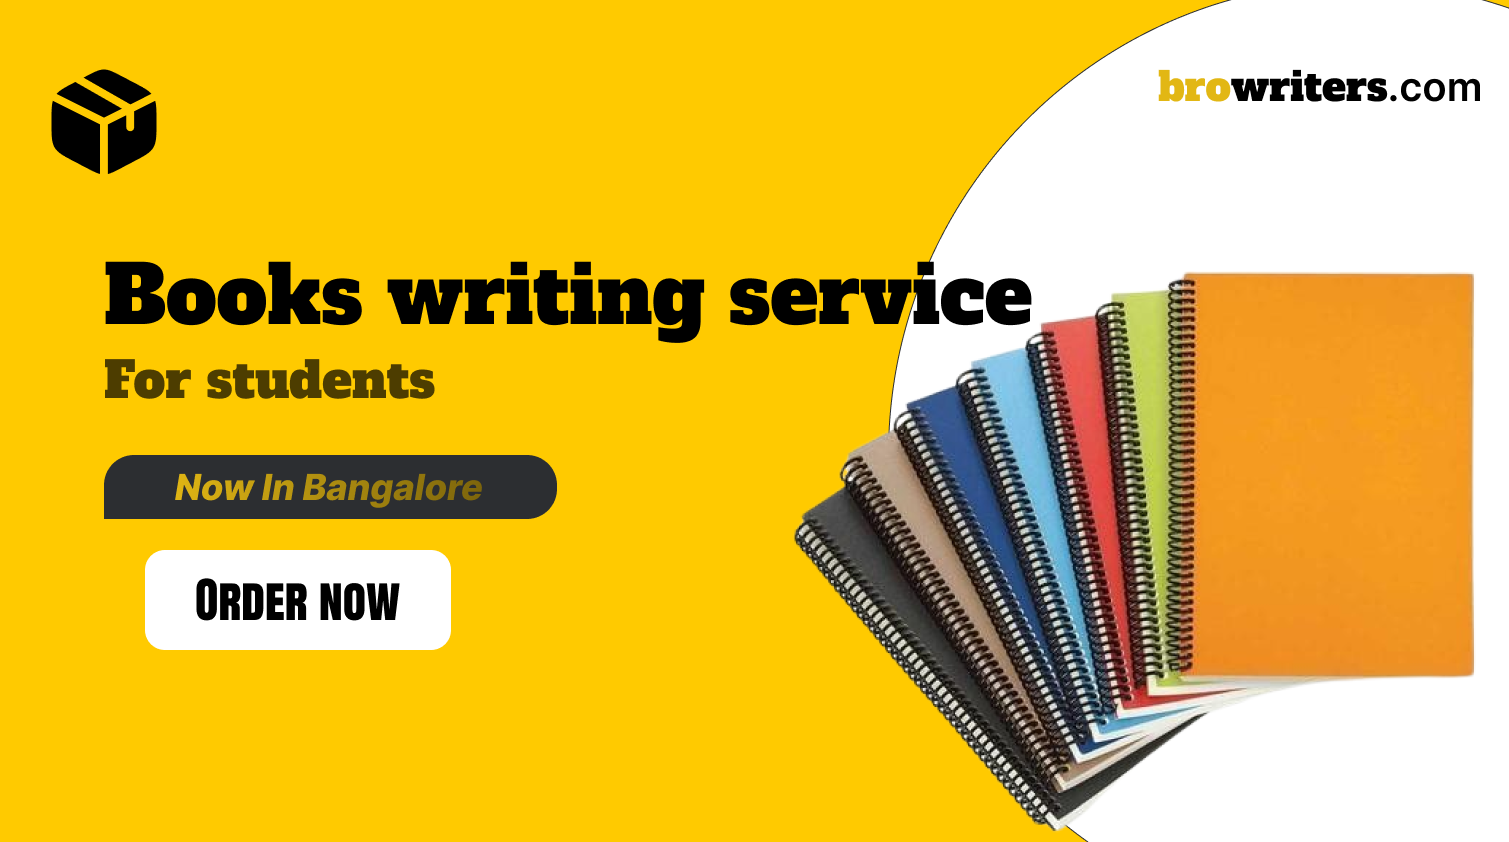 browriters.com
Books writing service
For students
Now In Bangalore
ORDER NOW